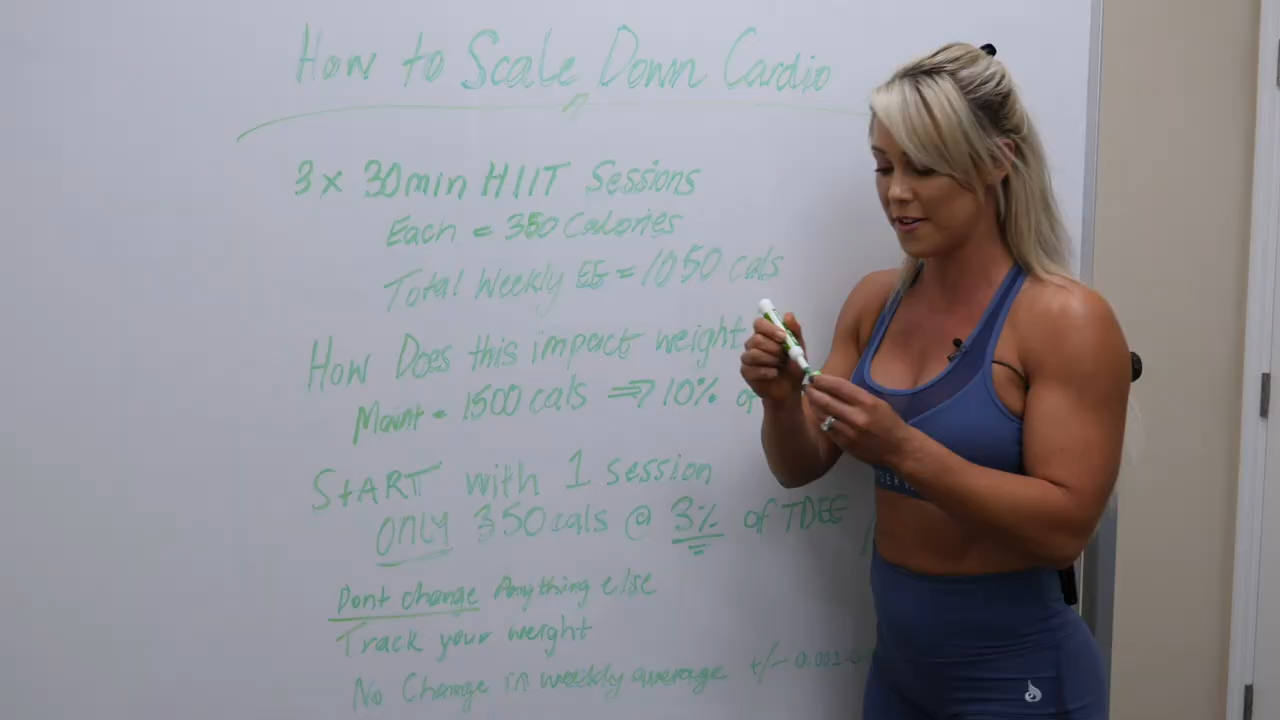 How to Scale Down Cardio
3 x 30min HIIT Sessions
Each = 350 Calories
Total Weekly EE = 1050 cals
How Does this impact weight
Maint = 1500 cals ⇒ 10% of
START with 1 session
ONLY 350 cals @ 3% of TDEE
Dont change Anything else
Track your weight
No Change in weekly average +/- 0.001-0